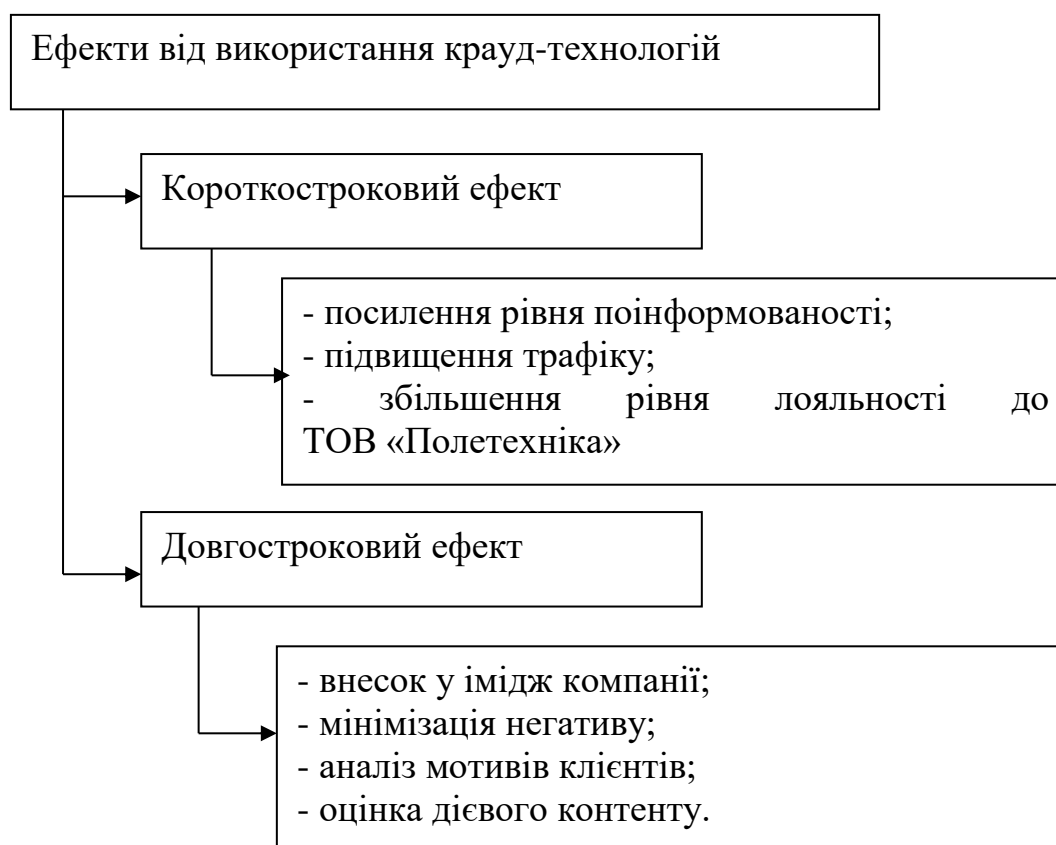 Ефекти від використання крауд-технологій
Короткостроковий ефект
- посилення рівня поінформованості;
- підвищення трафіку;
- збільшення рівня лояльності до
ТОВ «Полетехніка»
Довгостроковий ефект
- внесок у імідж компанії;
- мінімізація негативу;
- аналіз мотивів клієнтів;
- оцінка дієвого контенту.